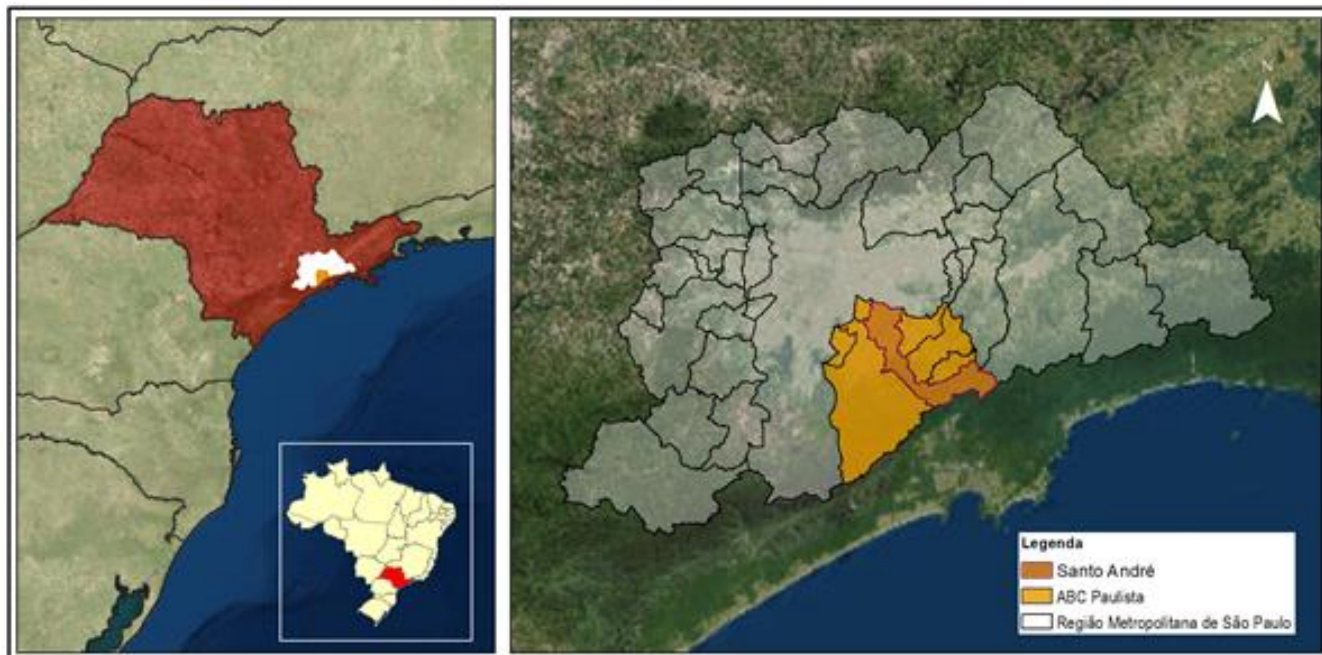 N
Legenda
Santo André
ABC Paulista
Região Metropolitana de São Paulo